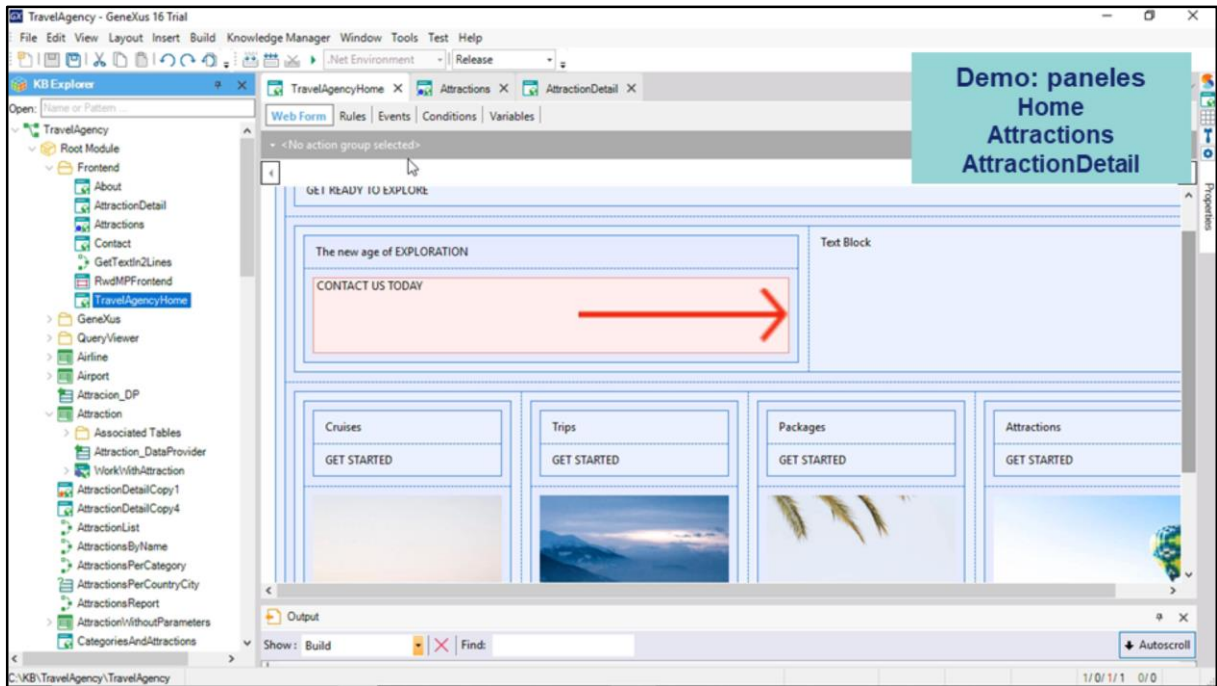 TravelAgency - GeneXus 16 Trial
File Edit View Layout Insert Build Knowledge Manager Window Tools Test Help
.Net Environment Release
Demo: paneles
Home
Attractions
AttractionDetail
KB Explorer
Open: Name or Pattern ...
TravelAgency
Root Module
Frontend
About
AttractionDetail
Attractions
Contact
GetTextIn2Lines
RwdMPFrontend
TravelAgencyHome
GeneXus
QueryViewer
Airline
Airport
Attracion_DP
Attraction
Associated Tables
Attraction_DataProvider
WorkWithAttraction
AttractionDetailCopy1
AttractionDetailCopy4
AttractionList
AttractionsByName
AttractionsPerCategory
AttractionsPerCountryCity
AttractionsReport
AttractionWithoutParameters
CategoriesAndAttractions
TravelAgencyHome Attractions AttractionDetail
Web Form Rules Events Conditions Variables
<No action group selected>
GET READY TO EXPLORE
The new age of EXPLORATION
Text Block
CONTACT US TODAY
Cruises Trips Packages Attractions
GET STARTED GET STARTED GET STARTED GET STARTED
Properties
Output
Show: Build Find: Autoscroll
C:\KB\TravelAgency\TravelAgency 1/0/1/1 0/0